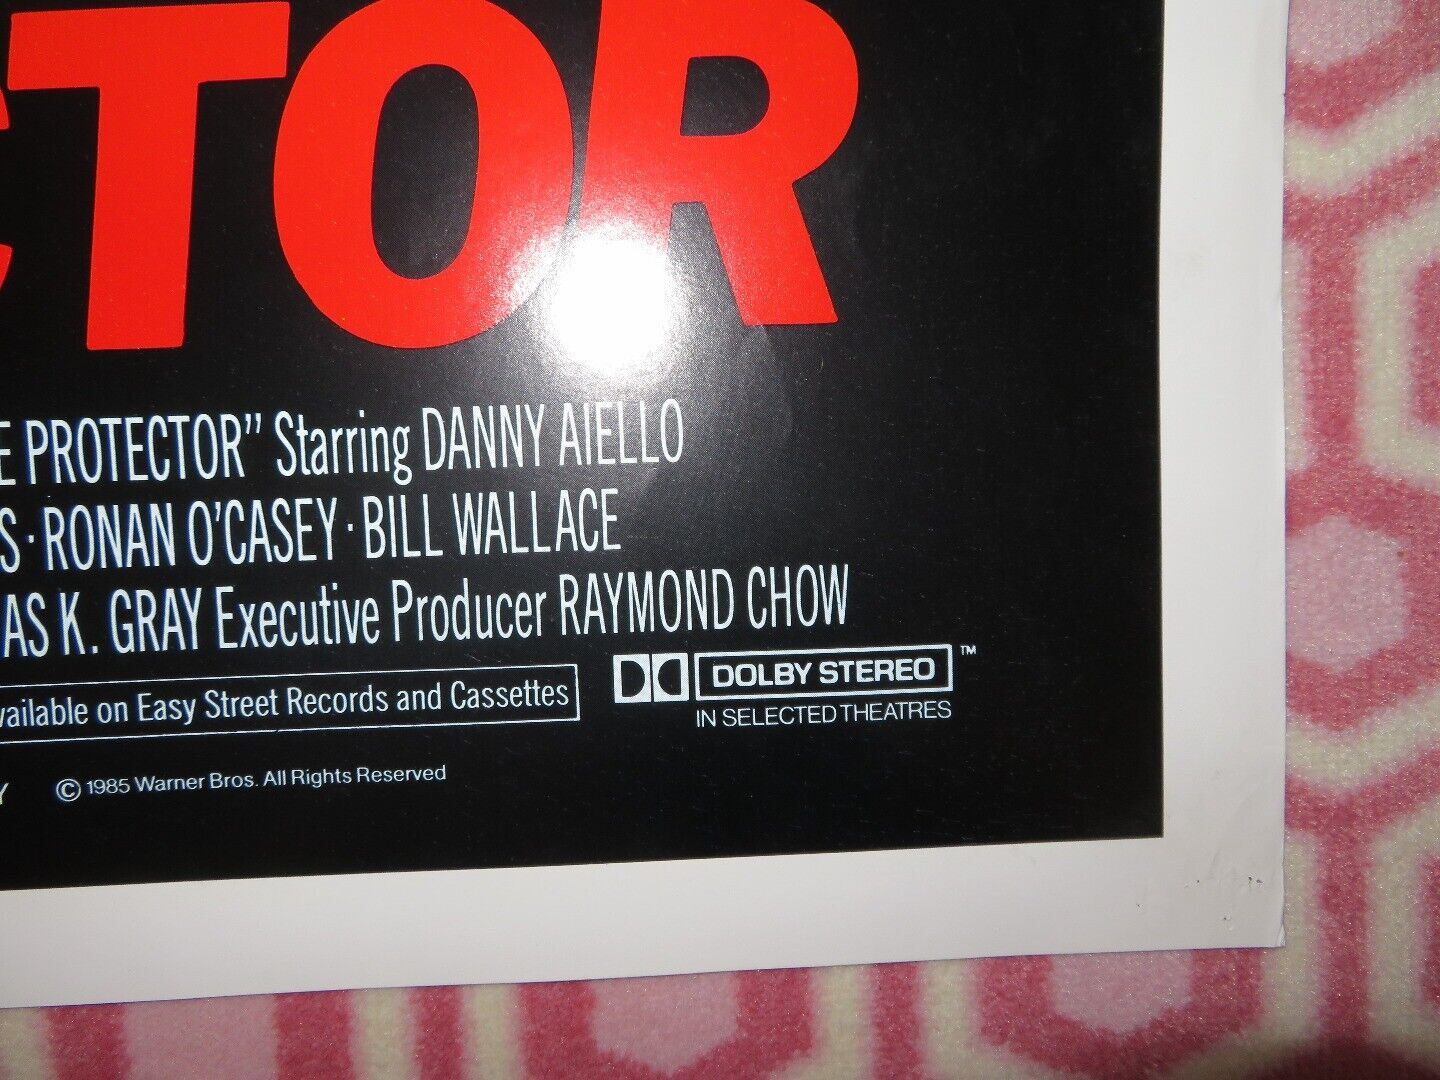 CTOR
E PROTECTOR" Starring DANNY AIELLO
S · RONAN O'CASEY · BILL WALLACE
AS K. GRAY Executive Producer RAYMOND CHOW
vailable on Easy Street Records and Cassettes
DOLBY STEREO ™
IN SELECTED THEATRES
Y © 1985 Warner Bros. All Rights Reserved